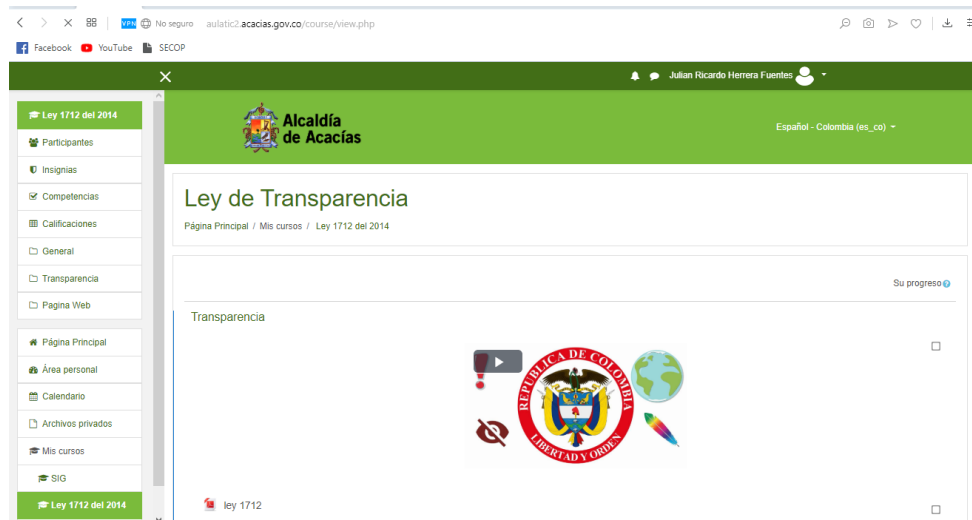 VPN No seguro aulatic2.acacias.gov.co/course/view.php
Facebook YouTube SECOP
Julian Ricardo Herrera Fuentes
Ley 1712 del 2014
Participantes
Insignias
Competencias
Calificaciones
General
Transparencia
Pagina Web
Página Principal
Área personal
Calendario
Archivos privados
Mis cursos
SIG
Ley 1712 del 2014
Alcaldía
de Acacías
Español - Colombia (es_co)
Ley de Transparencia
Página Principal / Mis cursos / Ley 1712 del 2014
Su progreso
Transparencia
REPUBLICA DE COLOMBIA
LIBERTAD Y ORDEN
ley 1712